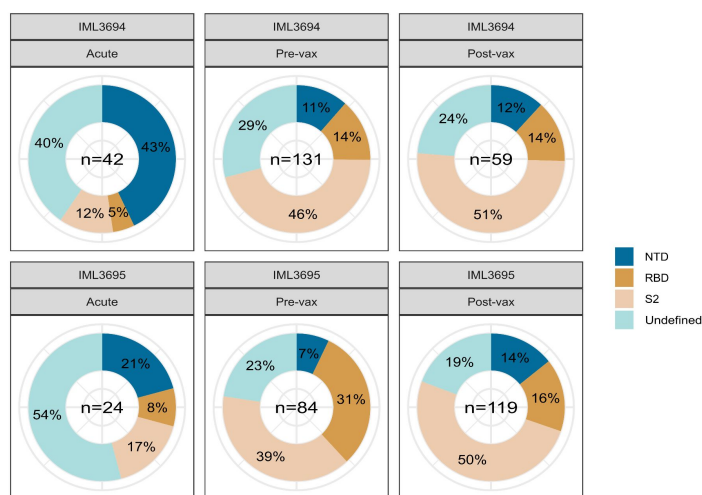 IML3694
Acute
40%
43%
n=42
12%
5%
IML3694
Pre-vax
11%
29%
14%
n=131
46%
IML3694
Post-vax
12%
24%
14%
n=59
51%
IML3695
Acute
21%
54%
n=24
8%
17%
IML3695
Pre-vax
7%
23%
31%
n=84
39%
IML3695
Post-vax
14%
19%
16%
n=119
50%
NTD
RBD
S2
Undefined